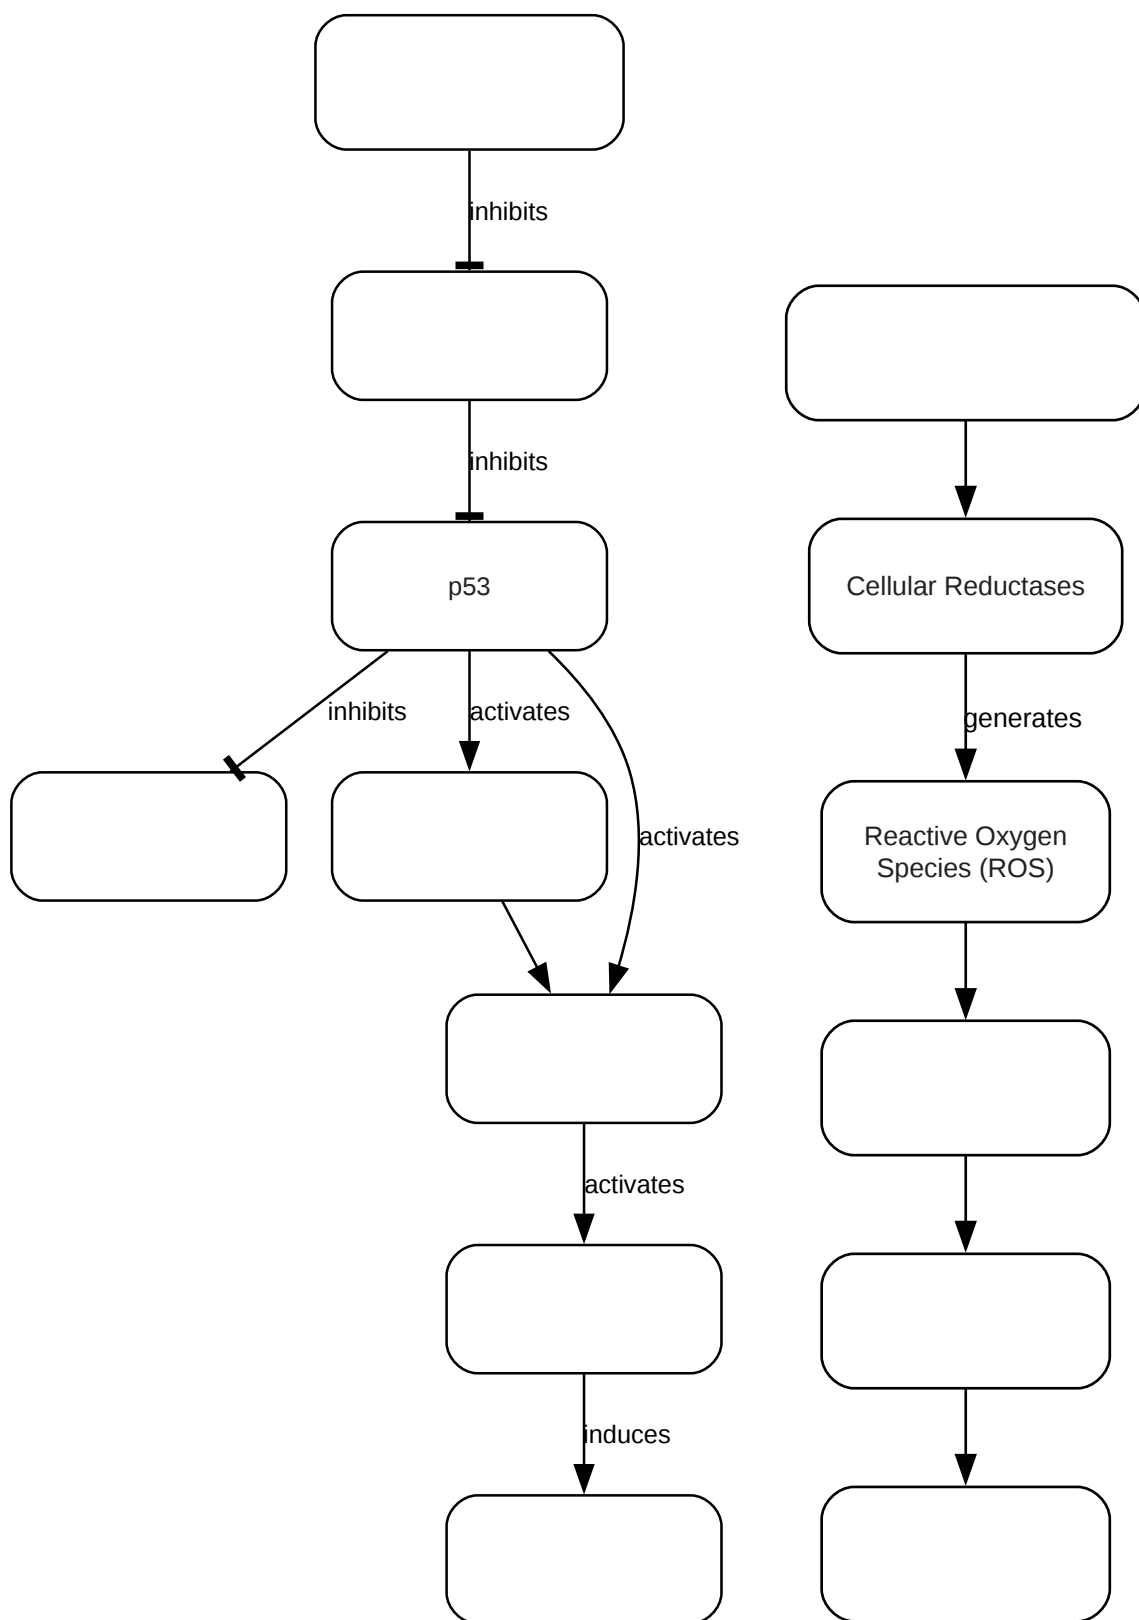 inhibits
inhibits
p53
Cellular Reductases
inhibits
activates
generates
activates
Reactive Oxygen
Species (ROS)
activates
induces